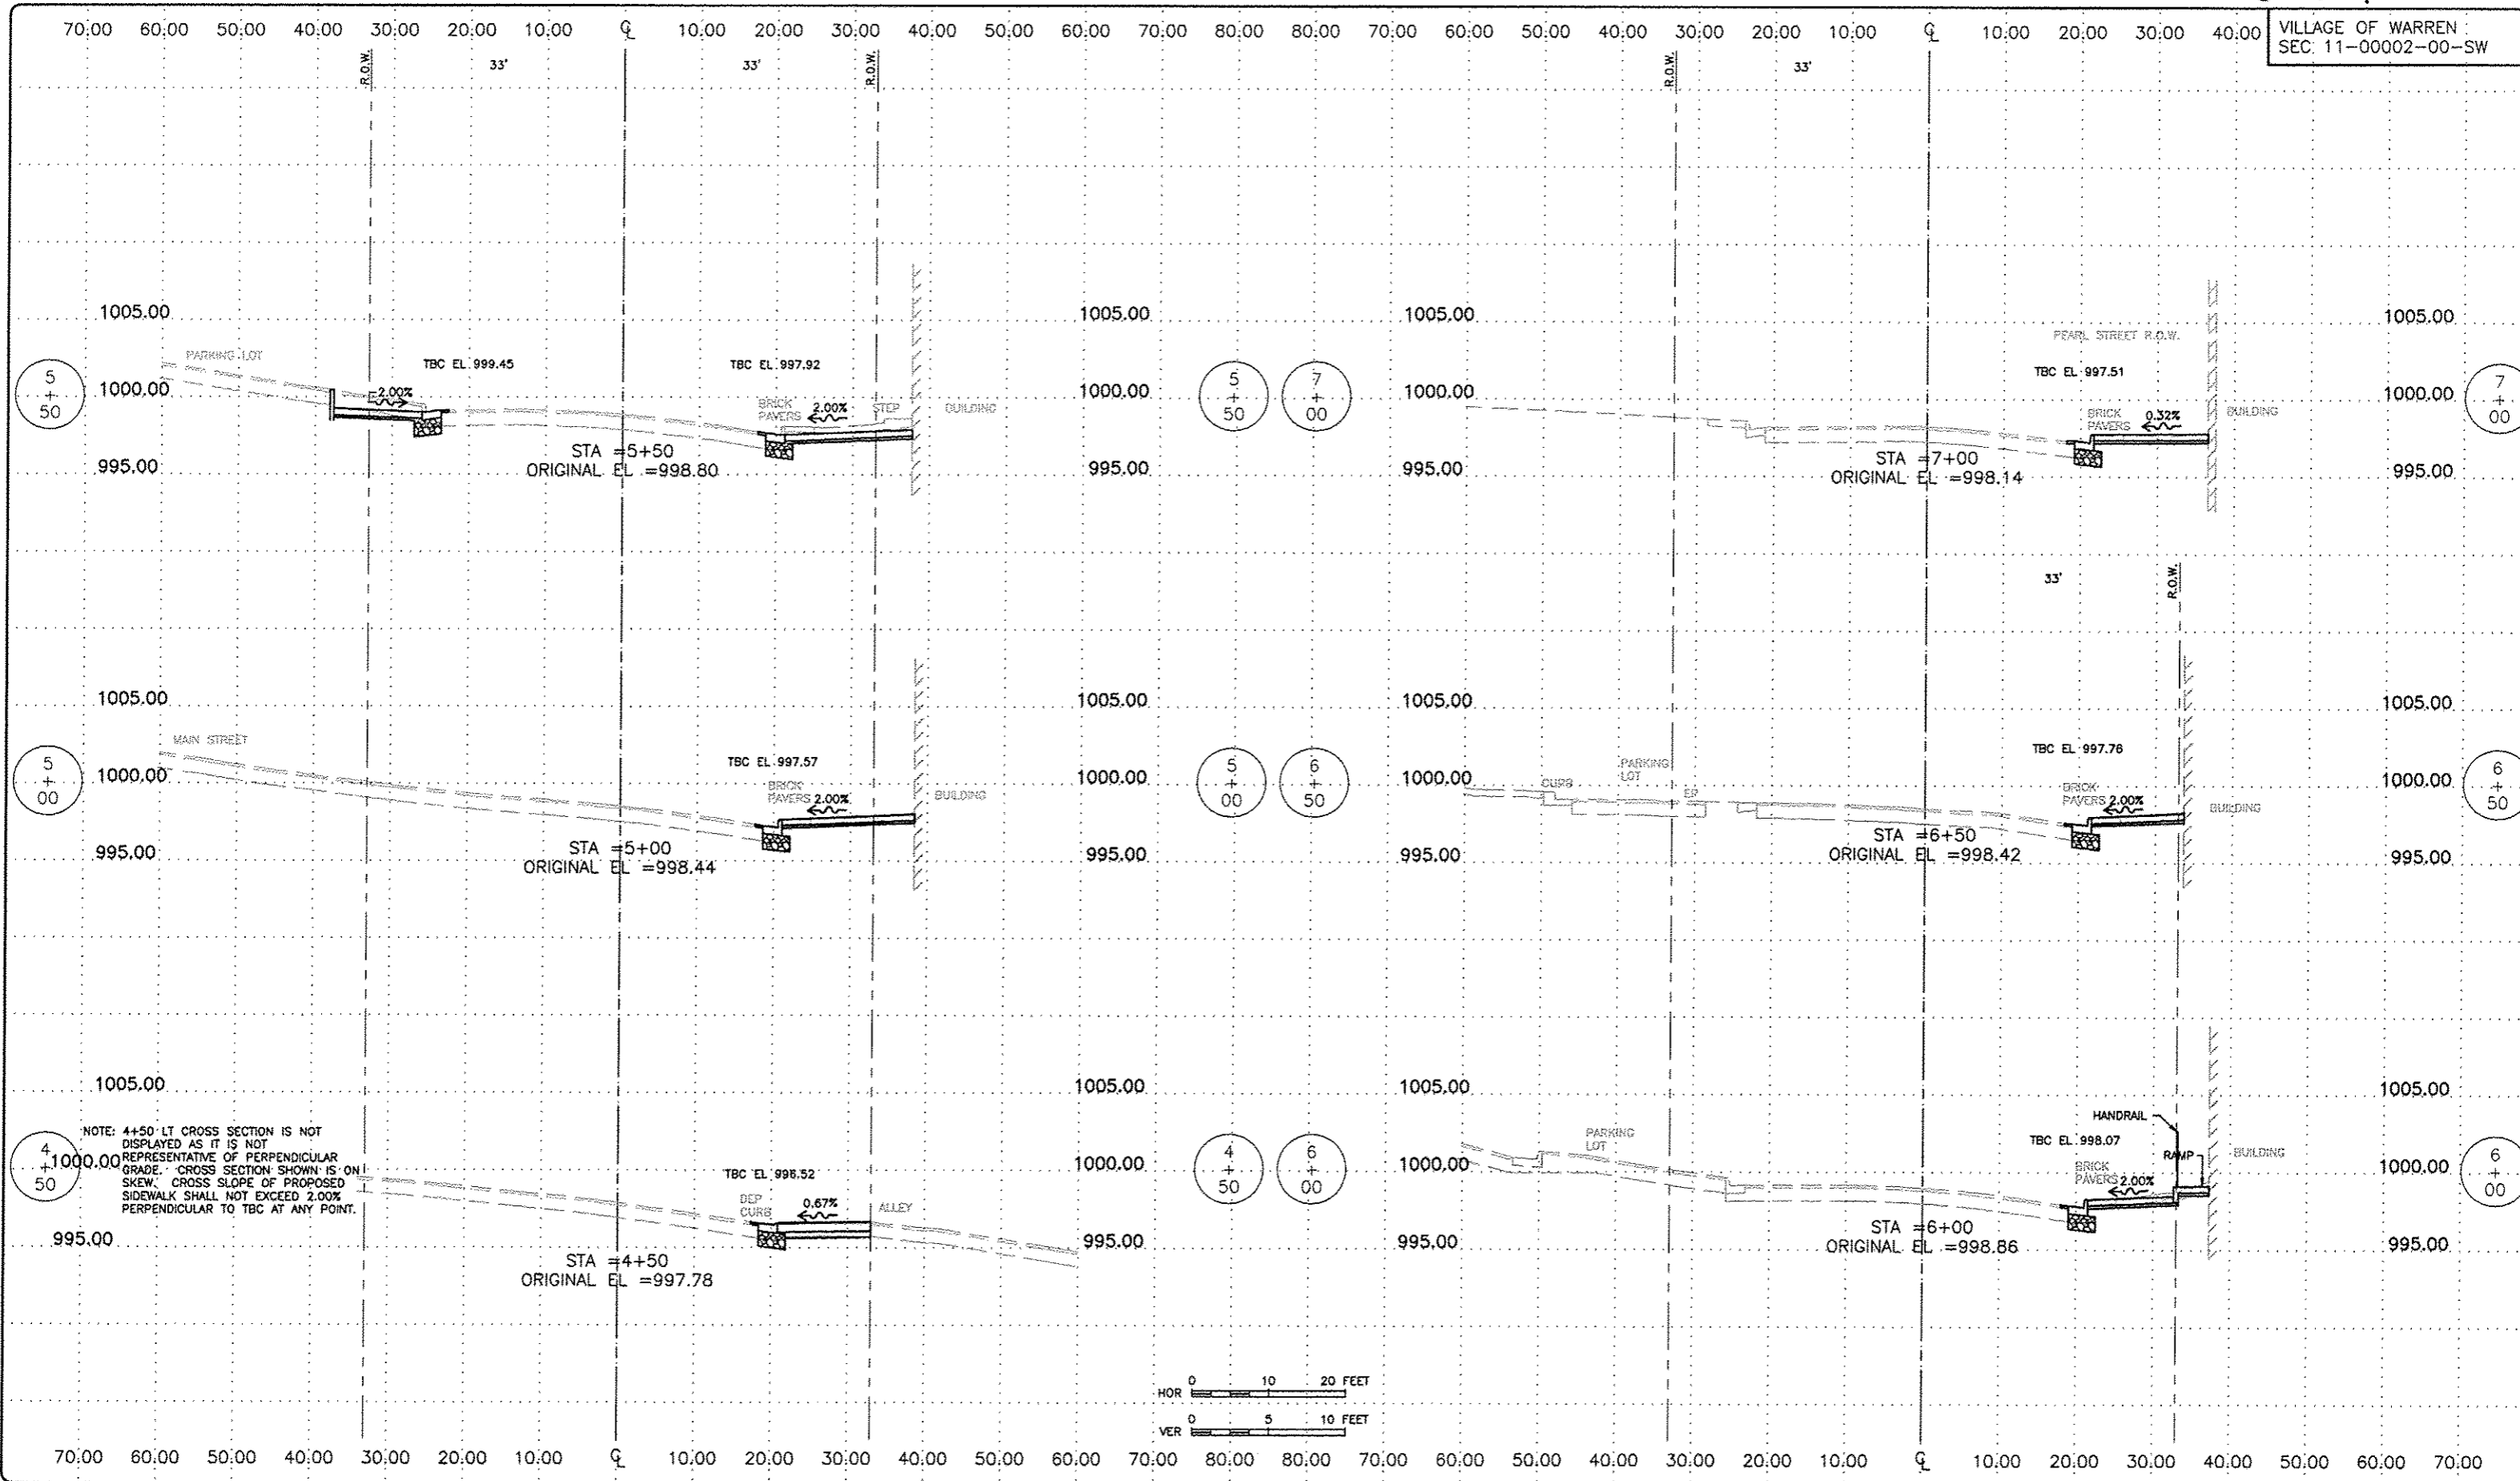 70:00 60:00 50:00 40:00 30:00 20:00 10:00 ℄ 10:00 20:00 30:00 40:00 50:00 60:00 70:00 80:00 70:00 60:00 50:00 40:00 30:00 20:00 10:00 ℄ 10:00 20:00 30:00 40:00
VILLAGE OF WARREN
SEC. 11-00002-00-SW
R.O.W. 33' 33' R.O.W. R.O.W. 33'
1005.00 1005.00 1005.00 1005.00
PEARL STREET R.O.W.
PARKING LOT
TBC EL 999.45
TBC EL 997.92
TBC EL 997.51
5 + 50
1000.00
2.00%
BRICK PAVERS
2.00%
STEP
BUILDING
1000.00
5 + 50
7 + 00
1000.00
BRICK PAVERS
0.32%
BUILDING
1000.00
7 + 00
STA =5+50
ORIGINAL EL =998.80
995.00 995.00 995.00 995.00
STA =7+00
ORIGINAL EL =998.14
33' R.O.W.
1005.00 1005.00 1005.00 1005.00
MAIN STREET
TBC EL 997.57
PARKING LOT
TBC EL 997.76
5 + 00
1000.00
BRICK PAVERS
2.00%
BUILDING
1000.00
5 + 00
6 + 50
1000.00
CURB
EP
BRICK PAVERS
2.00%
BUILDING
1000.00
6 + 50
STA =5+00
ORIGINAL EL =998.44
995.00 995.00 995.00 995.00
STA =6+50
ORIGINAL EL =998.42
1005.00 1005.00 1005.00 1005.00
HANDRAIL
NOTE: 4+50 LT CROSS SECTION IS NOT
DISPLAYED AS IT IS NOT
REPRESENTATIVE OF PERPENDICULAR
GRADE. CROSS SECTION SHOWN IS ON
SKEW. CROSS SLOPE OF PROPOSED
SIDEWALK SHALL NOT EXCEED 2.00%
PERPENDICULAR TO TBC AT ANY POINT.
4 + 50
1000.00
TBC EL 996.52
DEP CURB
0.67%
ALLEY
1000.00
4 + 50
6 + 00
1000.00
PARKING LOT
TBC EL 998.07
RAMP
BRICK PAVERS
2.00%
BUILDING
1000.00
6 + 00
995.00 995.00 995.00 995.00
STA =4+50
ORIGINAL EL =997.78
STA =6+00
ORIGINAL EL =998.86
HOR 0 10 20 FEET
VER 0 5 10 FEET
70:00 60:00 50:00 40:00 30:00 20:00 10:00 ℄ 10:00 20:00 30:00 40:00 50:00 60:00 70:00 80:00 70:00 60:00 50:00 40:00 30:00 20:00 10:00 ℄ 10:00 20:00 30:00 40:00 50:00 60:00 70:00